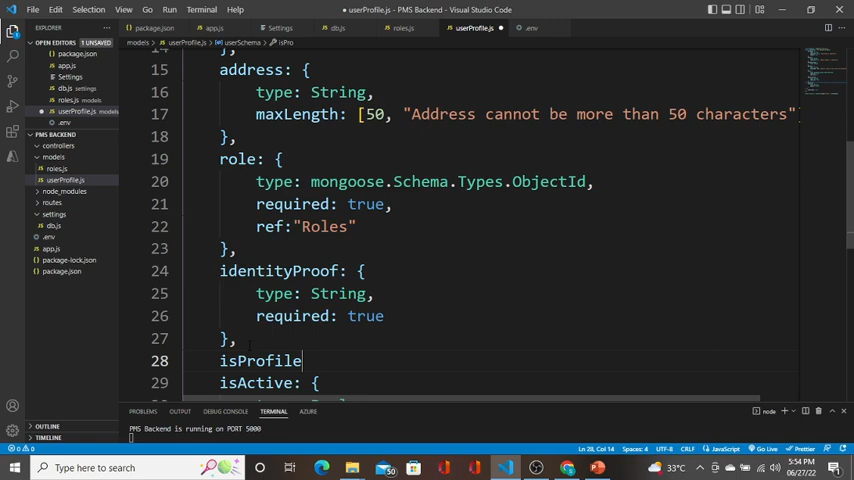 File Edit Selection View Go Run Terminal Help
● userProfile.js - PMS Backend - Visual Studio Code
EXPLORER
package.json
app.js
Settings
db.js
roles.js
userProfile.js
.env
models > userProfile.js > userSchema > isPro
OPEN EDITORS 1 UNSAVED
package.json
app.js
Settings
db.js settings
roles.js models
userProfile.js models
.env
PMS BACKEND
controllers
models
roles.js
userProfile.js
node_modules
routes
settings
db.js
.env
app.js
package-lock.json
package.json
OUTLINE
TIMELINE
14 },
15 address: {
16 type: String,
17 maxLength: [50, "Address cannot be more than 50 characters"]
18 },
19 role: {
20 type: mongoose.Schema.Types.ObjectId,
21 required: true,
22 ref:"Roles"
23 },
24 identityProof: {
25 type: String,
26 required: true
27 },
28 isProfile
29 isActive: {
PROBLEMS OUTPUT DEBUG CONSOLE TERMINAL AZURE
node
PMS Backend is running on PORT 5000
0 0
Ln 28, Col 14 Spaces: 4 UTF-8 CRLF JavaScript Go Live Prettier
Type here to search
50
33°C
5:54 PM
06/27/22